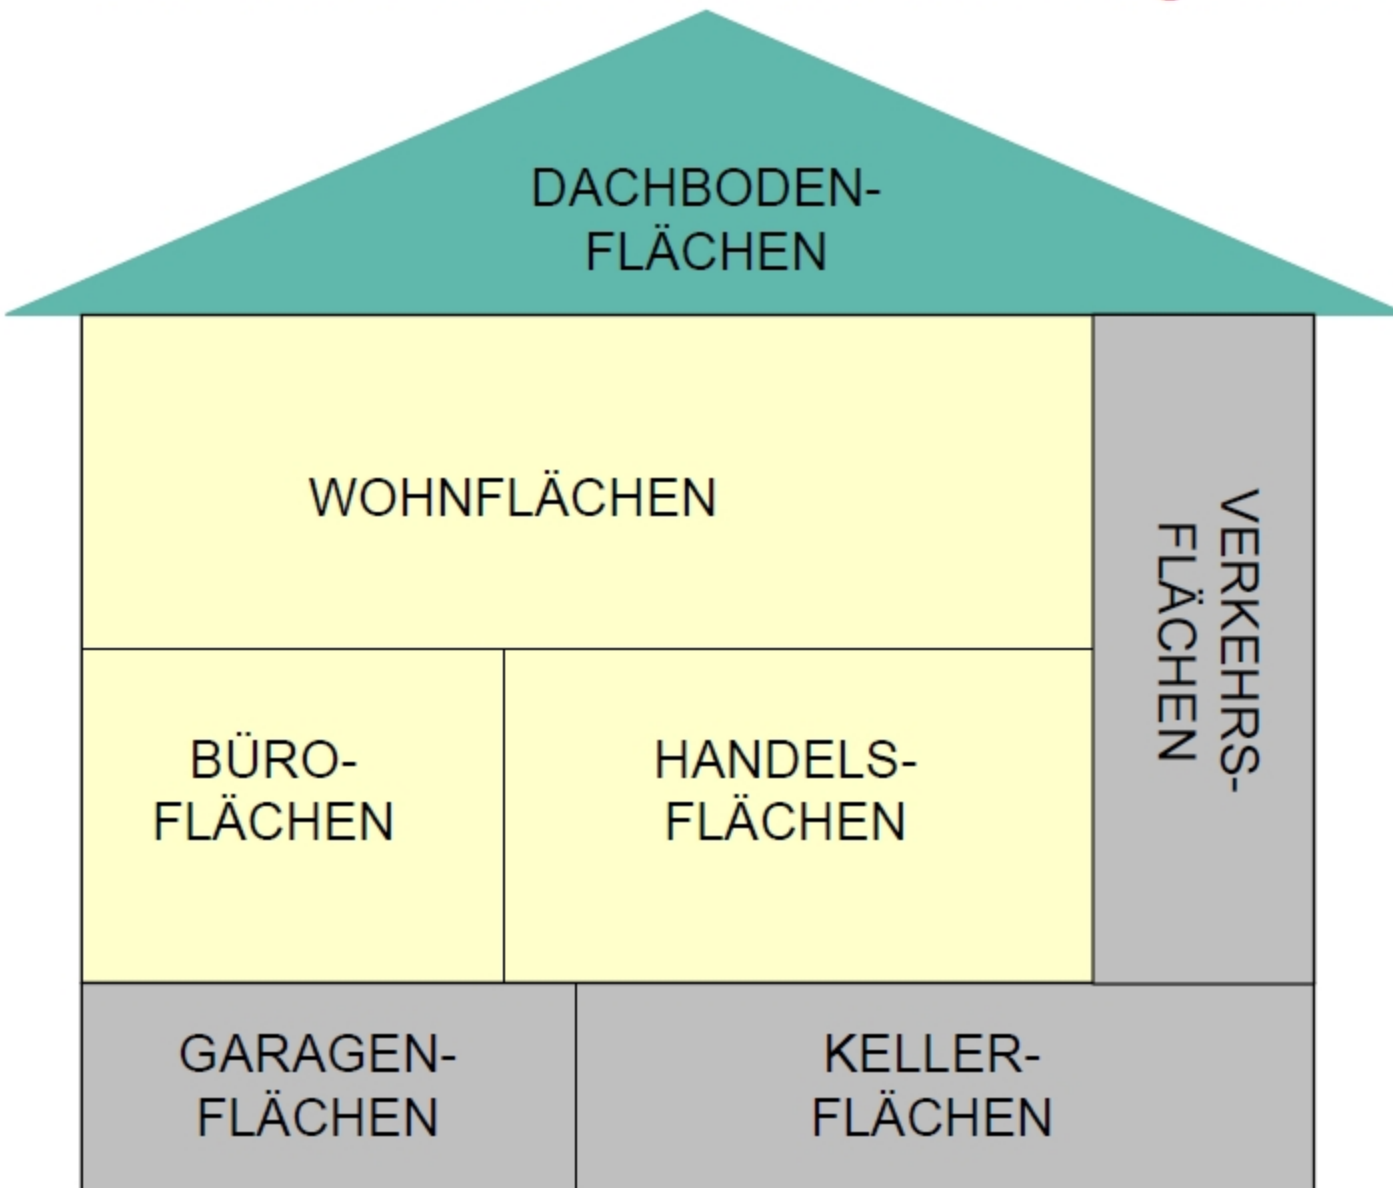 DACHBODEN-
FLÄCHEN
WOHNFLÄCHEN
VERKEHRS-
FLÄCHEN
BÜRO-
FLÄCHEN
HANDELS-
FLÄCHEN
GARAGEN-
FLÄCHEN
KELLER-
FLÄCHEN